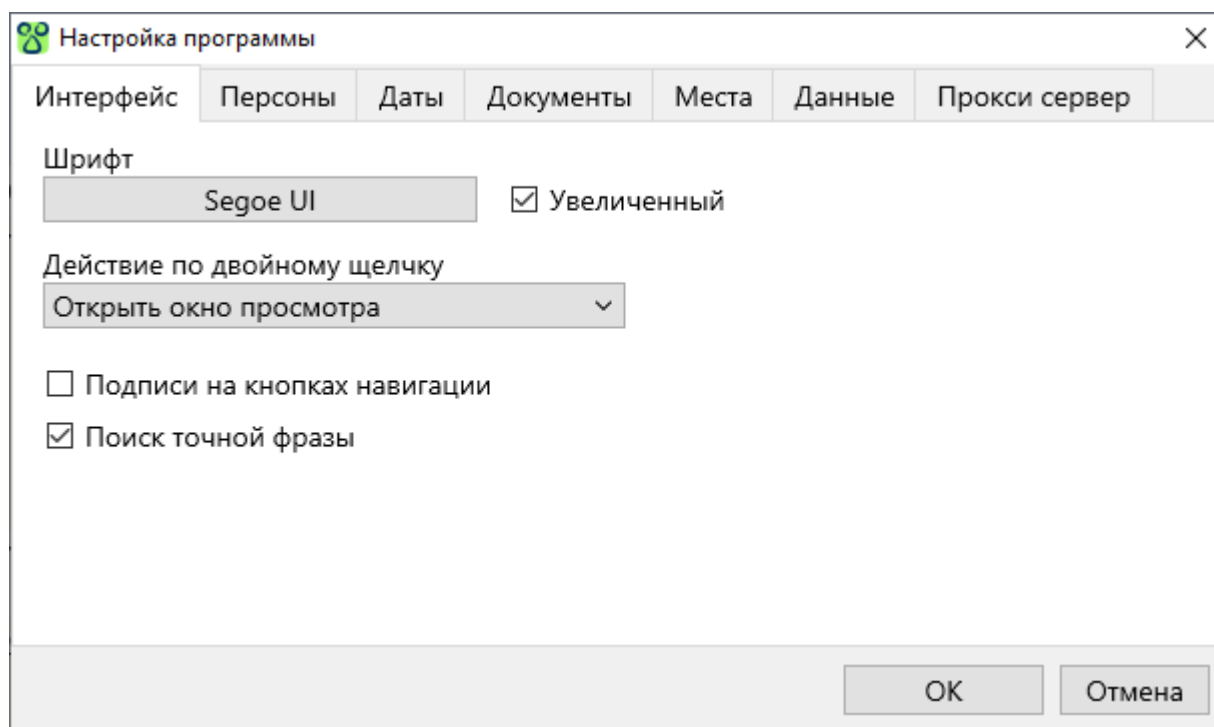 Настройка программы
Интерфейс Персоны Даты Документы Места Данные Прокси сервер
Шрифт
Segoe UI Увеличенный
Действие по двойному щелчку
Открыть окно просмотра
Подписи на кнопках навигации
Поиск точной фразы
OK Отмена